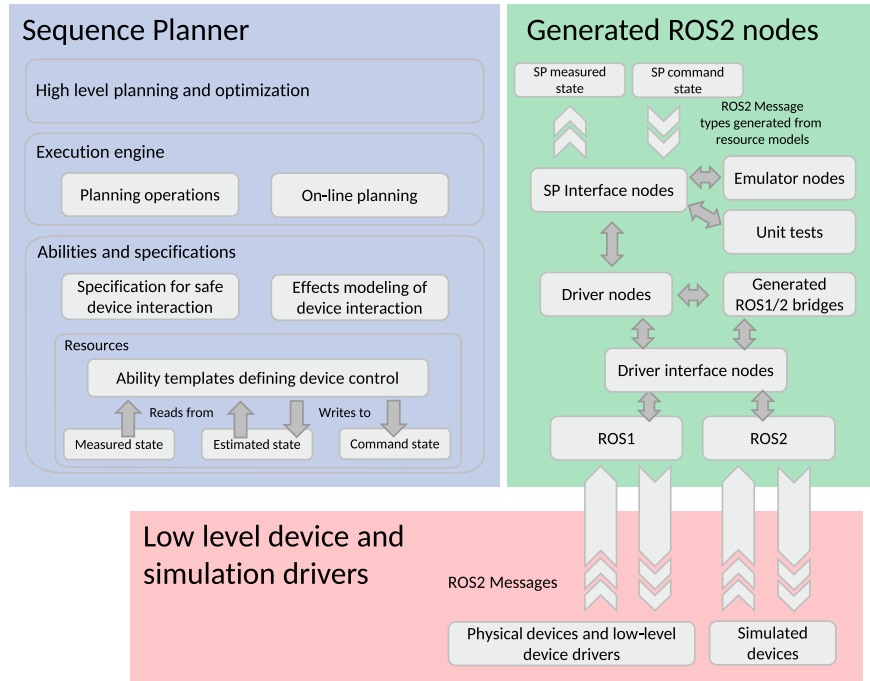 Sequence Planner
High level planning and optimization
Execution engine
Planning operations
On-line planning
Abilities and specifications
Specification for safe
device interaction
Effects modeling of
device interaction
Resources
Ability templates defining device control
Reads from
Writes to
Measured state
Estimated state
Command state
Generated ROS2 nodes
SP measured
state
SP command
state
ROS2 Message
types generated from
resource models
SP Interface nodes
Emulator nodes
Unit tests
Driver nodes
Generated
ROS1/2 bridges
Driver interface nodes
ROS1
ROS2
Low level device and
simulation drivers
ROS2 Messages
Physical devices and low-level
device drivers
Simulated
devices